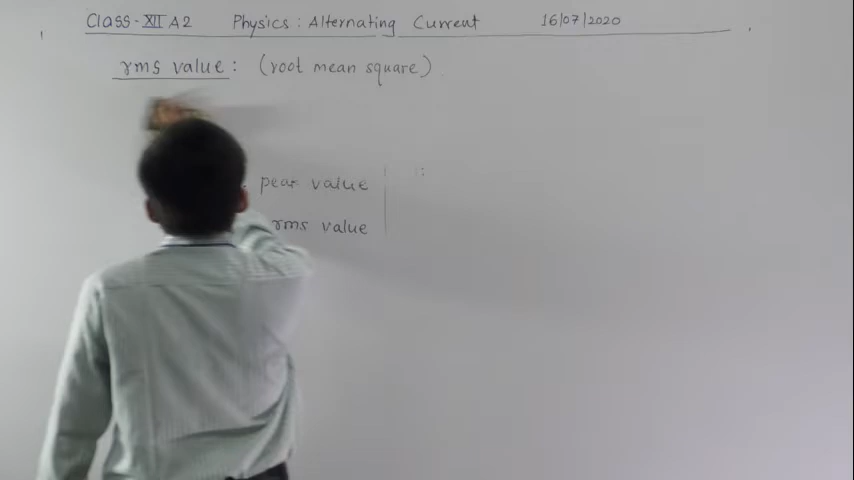 Class-XII A2 Physics : Alternating Current 16/07/2020
rms value : (root mean square)
peak value
rms value